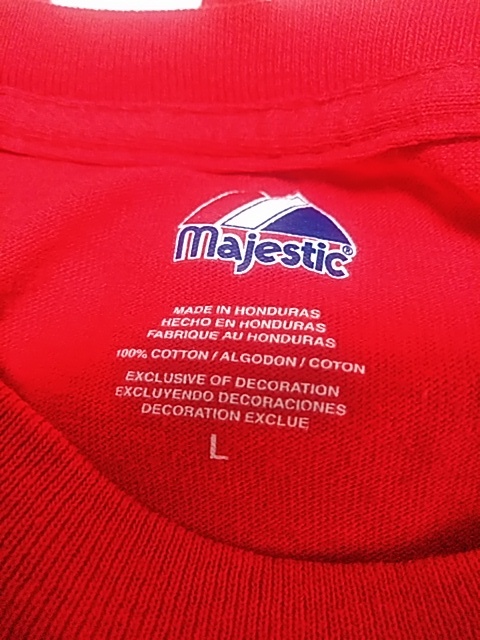 Majestic®
MADE IN HONDURAS
HECHO EN HONDURAS
FABRIQUE AU HONDURAS
100% COTTON / ALGODON / COTON
EXCLUSIVE OF DECORATION
EXCLUYENDO DECORACIONES
DECORATION EXCLUE
L